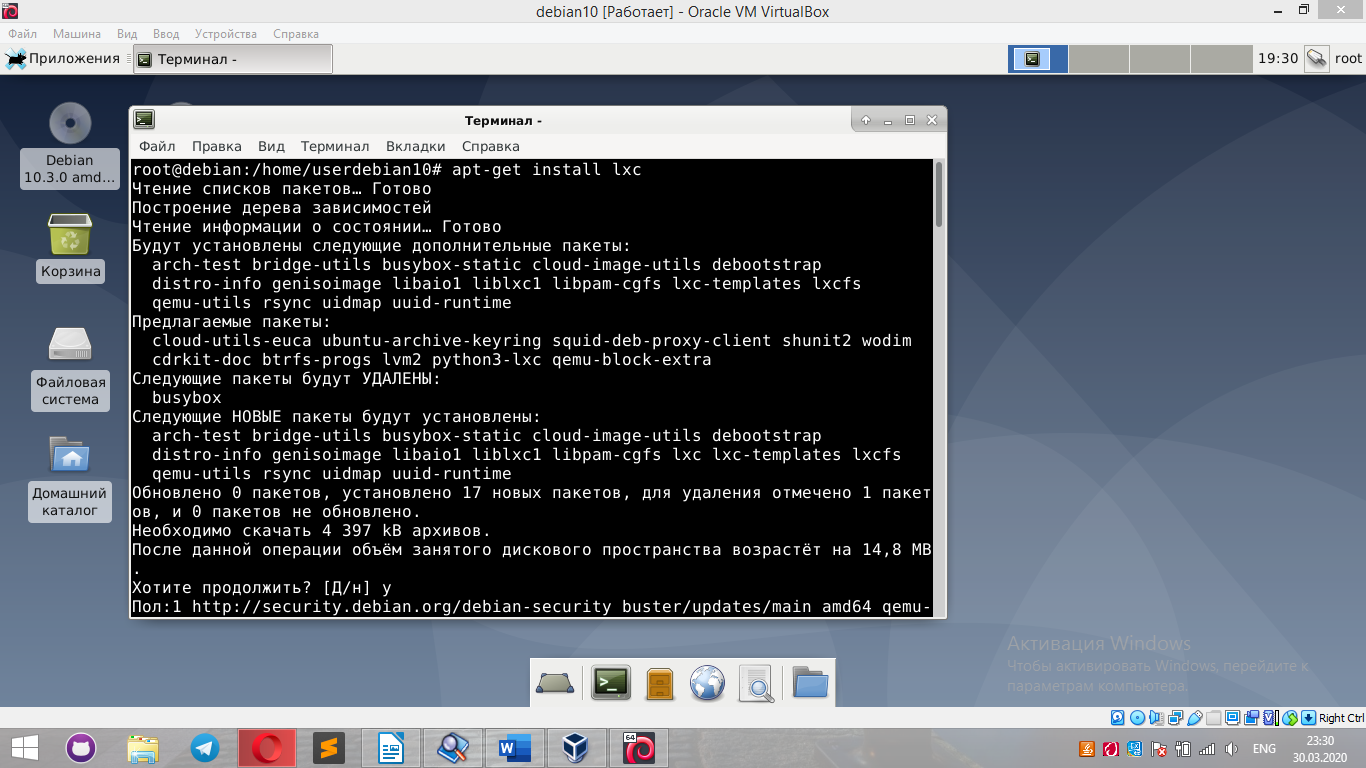 debian10 [Работает] - Oracle VM VirtualBox
Файл Машина Вид Ввод Устройства Справка
Приложения Терминал - 19:30 root
Терминал -
Файл Правка Вид Терминал Вкладки Справка
root@debian:/home/userdebian10# apt-get install lxc
Чтение списков пакетов… Готово
Построение дерева зависимостей
Чтение информации о состоянии… Готово
Будут установлены следующие дополнительные пакеты:
arch-test bridge-utils busybox-static cloud-image-utils debootstrap
distro-info genisoimage libaio1 liblxc1 libpam-cgfs lxc-templates lxcfs
qemu-utils rsync uidmap uuid-runtime
Предлагаемые пакеты:
cloud-utils-euca ubuntu-archive-keyring squid-deb-proxy-client shunit2 wodim
cdrkit-doc btrfs-progs lvm2 python3-lxc qemu-block-extra
Следующие пакеты будут УДАЛЕНЫ:
busybox
Следующие НОВЫЕ пакеты будут установлены:
arch-test bridge-utils busybox-static cloud-image-utils debootstrap
distro-info genisoimage libaio1 liblxc1 libpam-cgfs lxc lxc-templates lxcfs
qemu-utils rsync uidmap uuid-runtime
Обновлено 0 пакетов, установлено 17 новых пакетов, для удаления отмечено 1 пакет
ов, и 0 пакетов не обновлено.
Необходимо скачать 4 397 kB архивов.
После данной операции объём занятого дискового пространства возрастёт на 14,8 MB
.
Хотите продолжить? [Д/н] y
Пол:1 http://security.debian.org/debian-security buster/updates/main amd64 qemu-
Debian
10.3.0 amd…
Корзина
Файловая
система
Домашний
каталог
Активация Windows
Чтобы активировать Windows, перейдите к
параметрам компьютера.
Right Ctrl
64
ENG
23:30
30.03.2020